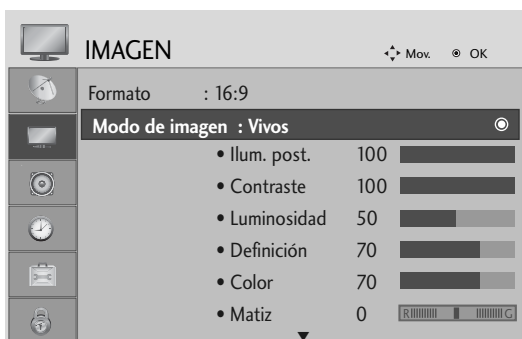 IMAGEN Mov. OK
Formato : 16:9
Modo de imagen : Vivos
• Ilum. post. 100
• Contraste 100
• Luminosidad 50
• Definición 70
• Color 70
• Matiz 0 R G